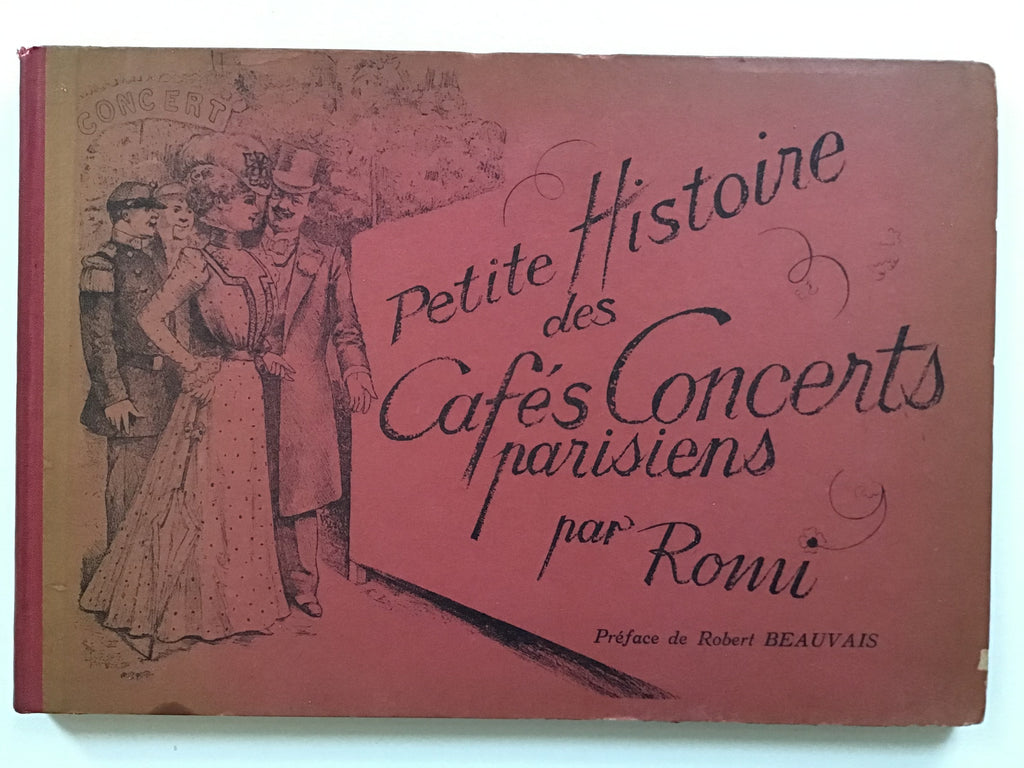 CONCERT
Petite Histoire
des
Cafés Concerts
parisiens
par Romi
Préface de Robert BEAUVAIS